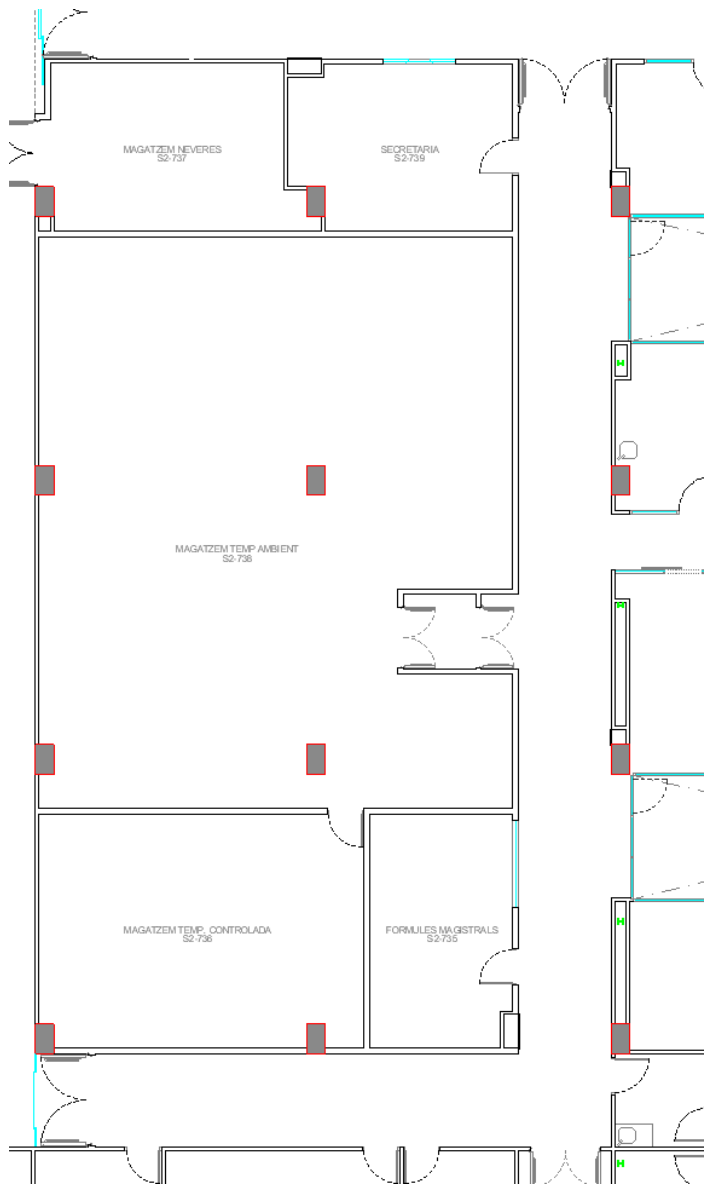 MAGATZEM NEVERES
S2-737
SECRETARIA
S2-739
H
MAGATZEM TEMP AMBIENT
S2-738
H
MAGATZEM TEMP, CONTROLADA
S2-736
FORMULES MAGISTRALS
S2-735
H
H